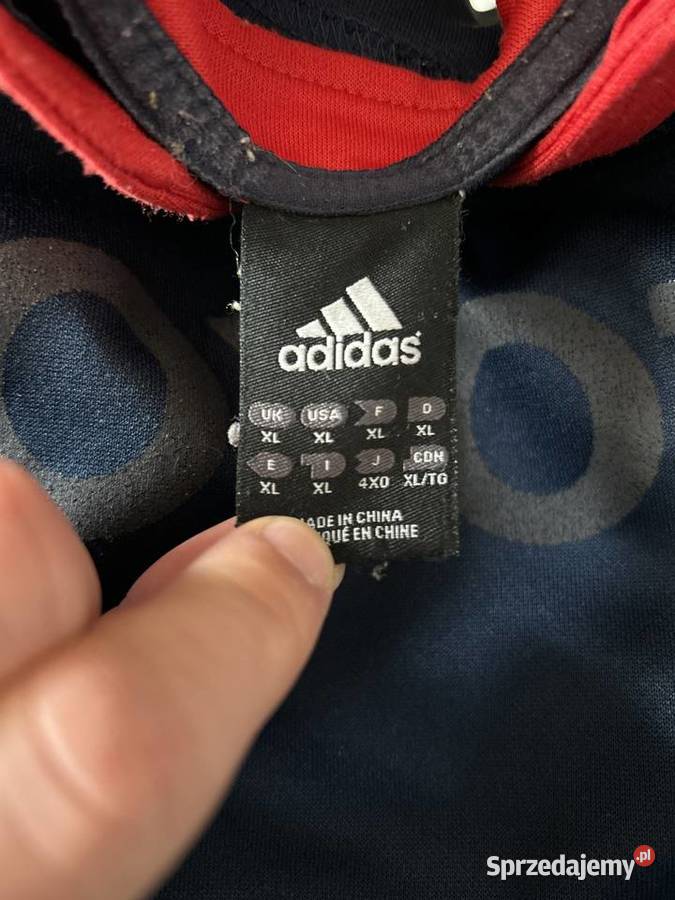 adidas
UK USA F D
XL XL XL XL
E I J CDN
XL XL 4XO XL/TG
MADE IN CHINA
EN CHINE
Sprzedajemy.pl